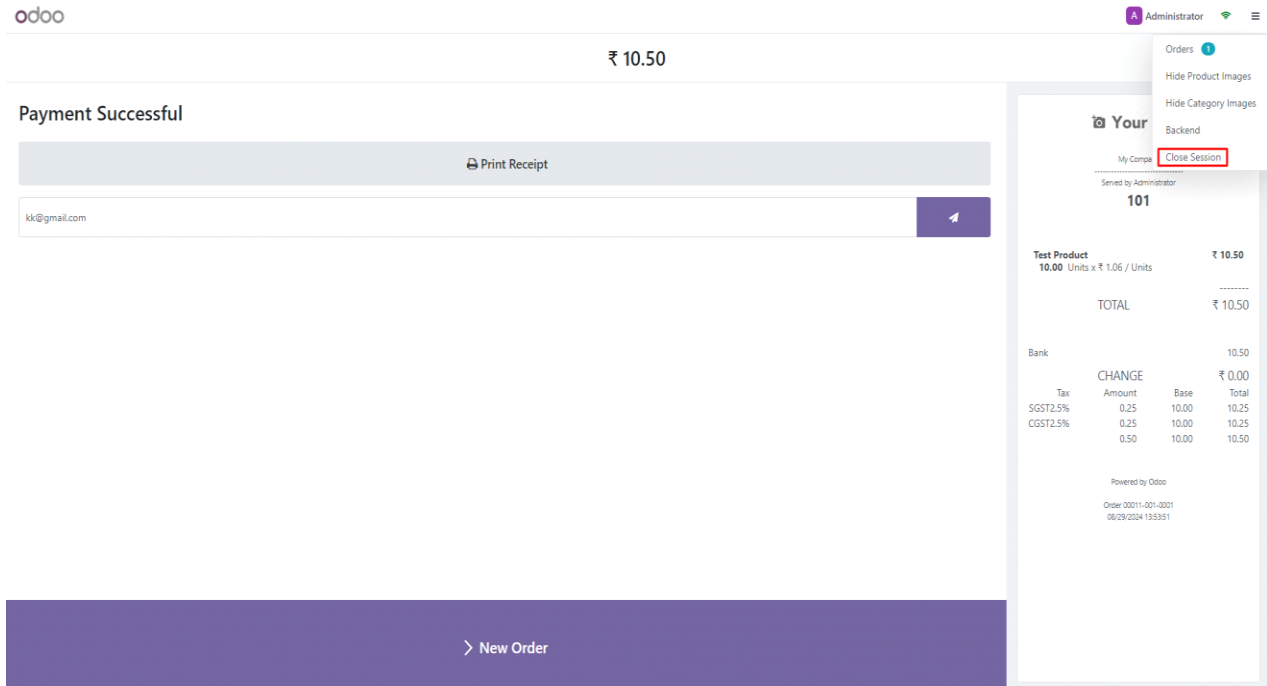 odoo
A Administrator
₹ 10.50
Orders 1
Hide Product Images
Hide Category Images
Backend
Close Session
Payment Successful
Print Receipt
kk@gmail.com
New Order
Your
My Compa
Served by Administrator
101
Test Product ₹ 10.50
10.00 Units x ₹ 1.06 / Units
--------
TOTAL ₹ 10.50
Bank 10.50
CHANGE ₹ 0.00
Tax Amount Base Total
SGST2.5% 0.25 10.00 10.25
CGST2.5% 0.25 10.00 10.25
0.50 10.00 10.50
Powered by Odoo
Order 00011-001-0001
08/29/2024 13:53:51